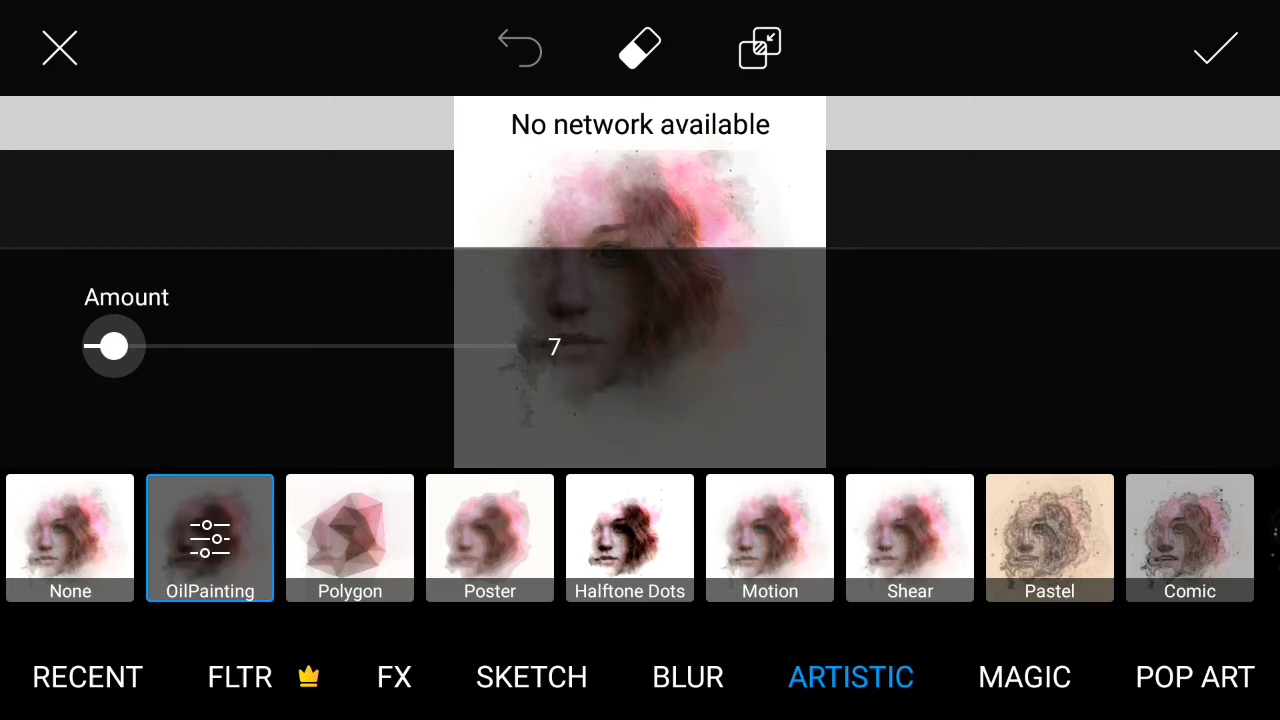 No network available
Amount
7
None
OilPainting
Polygon
Poster
Halftone Dots
Motion
Shear
Pastel
Comic
RECENT
FLTR
FX
SKETCH
BLUR
ARTISTIC
MAGIC
POP ART